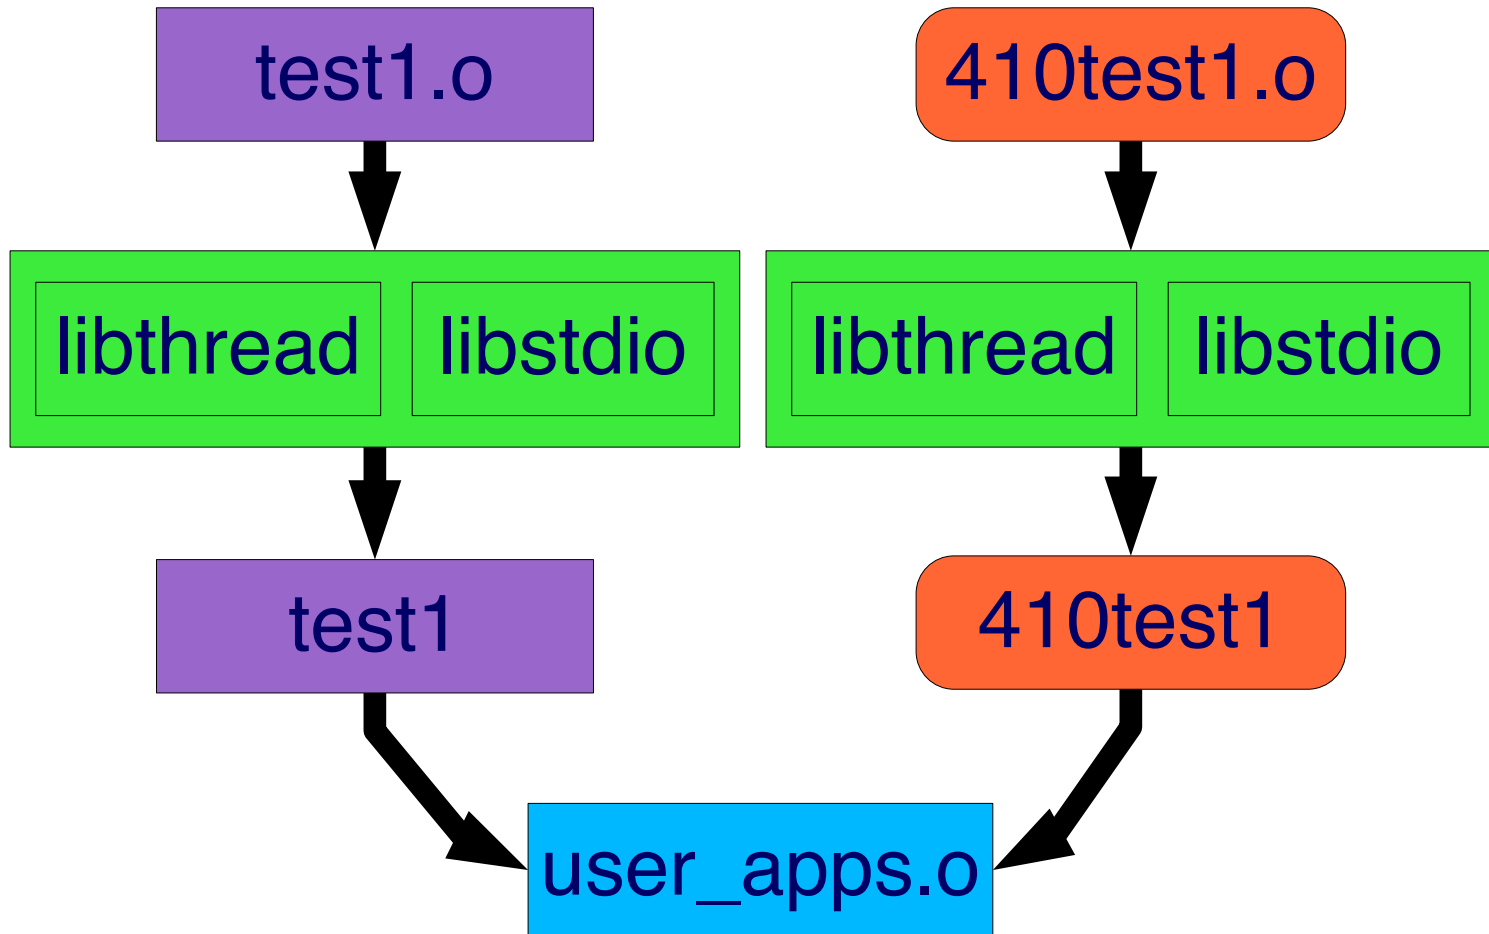 test1.o
410test1.o
libthread
libstdio
libthread
libstdio
test1
410test1
user_apps.o